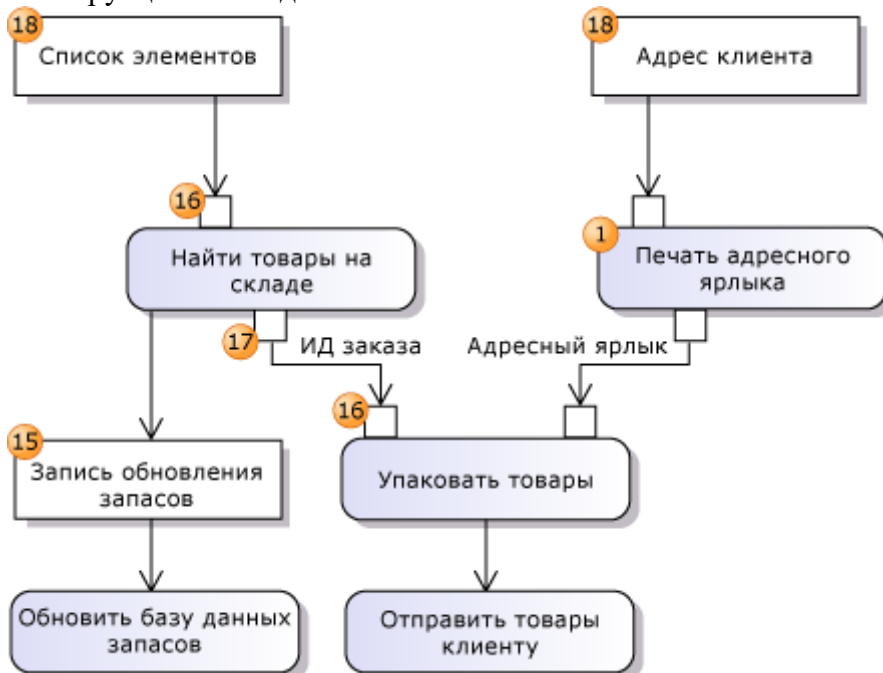 18
Список элементов
18
Адрес клиента
16
Найти товары на
складе
1
Печать адресного
ярлыка
17
ИД заказа
Адресный ярлык
16
15
Запись обновления
запасов
Упаковать товары
Обновить базу данных
запасов
Отправить товары
клиенту